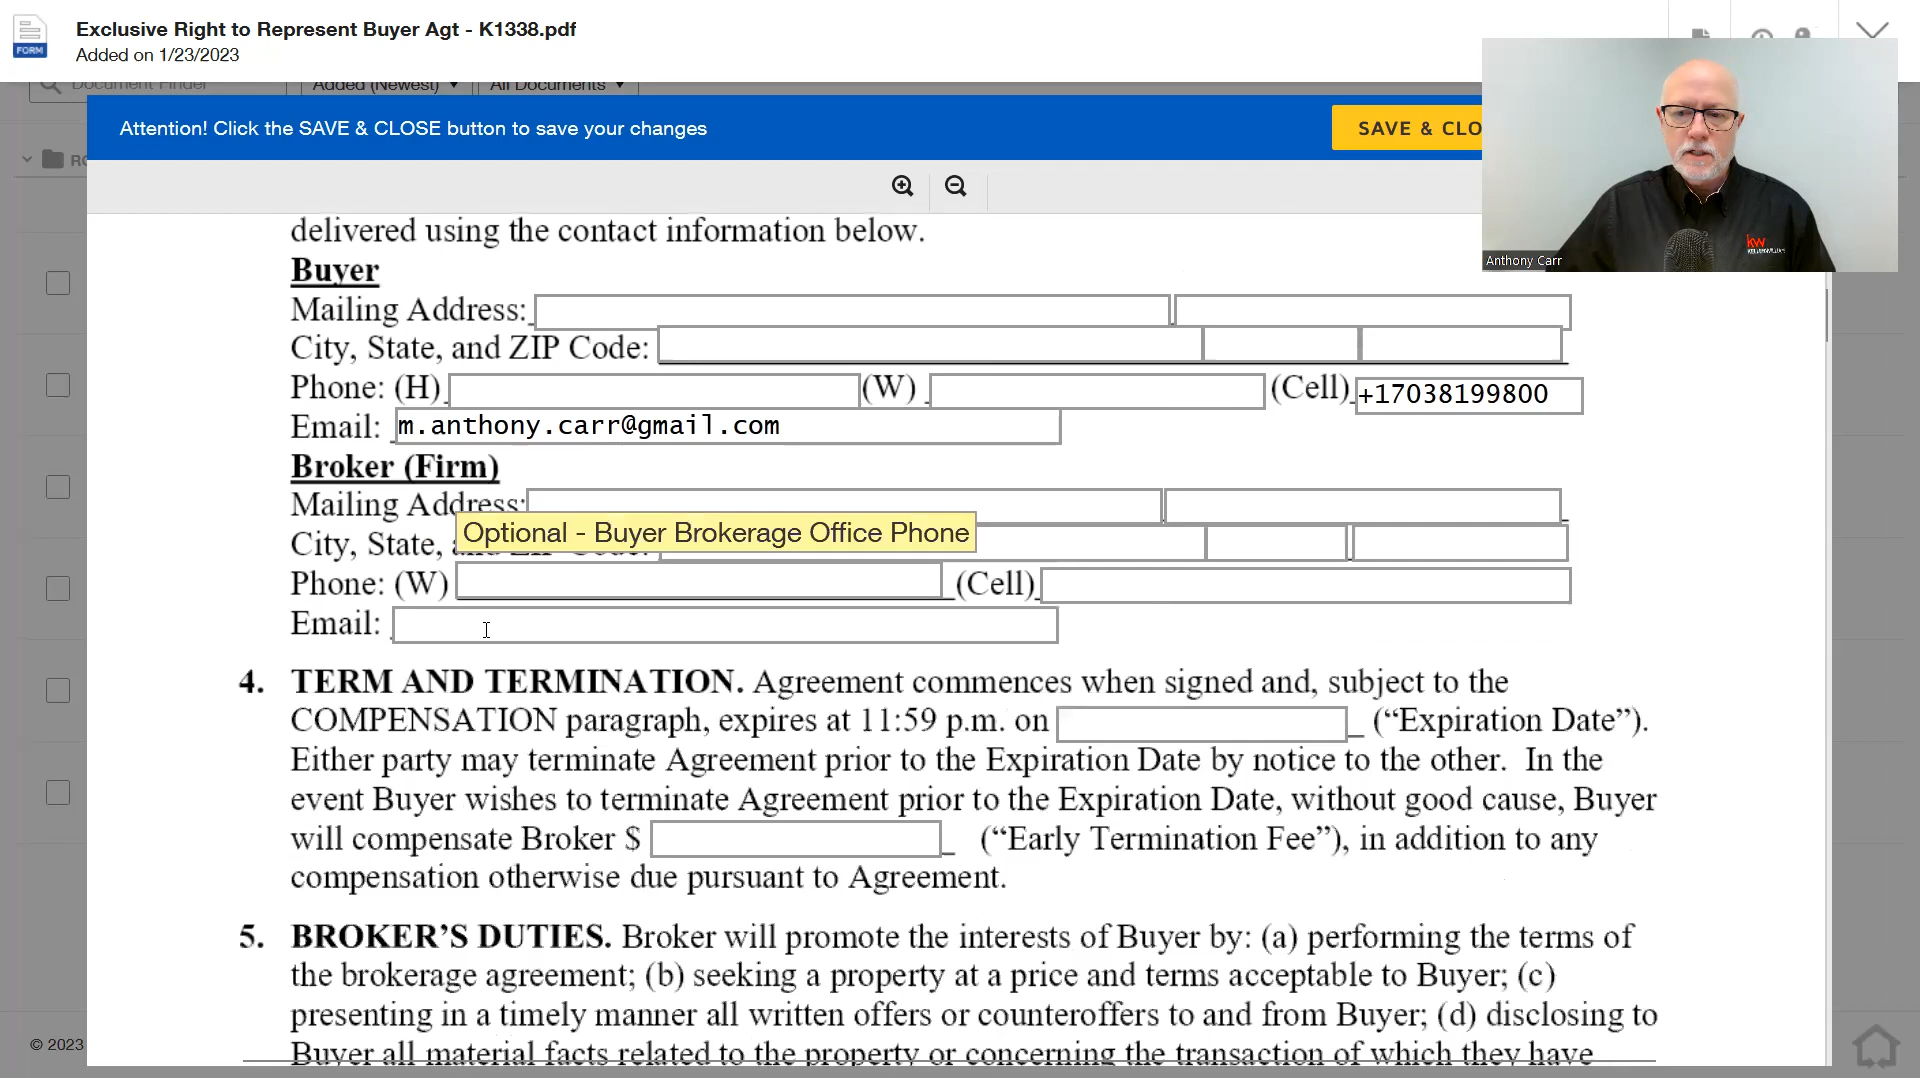 Exclusive Right to Represent Buyer Agt - K1338.pdf
FORM
Added on 1/23/2023
Document Finder
Added (Newest)
All Documents
Attention! Click the SAVE & CLOSE button to save your changes
SAVE & CLO
Anthony Carr
kw
delivered using the contact information below.
Buyer
Mailing Address:
City, State, and ZIP Code:
Phone: (H) (W) (Cell) +17038199800
Email: m.anthony.carr@gmail.com
Broker (Firm)
Mailing Address:
Optional - Buyer Brokerage Office Phone
City, State,
Phone: (W) (Cell)
Email:
4. TERM AND TERMINATION. Agreement commences when signed and, subject to the
COMPENSATION paragraph, expires at 11:59 p.m. on (“Expiration Date”).
Either party may terminate Agreement prior to the Expiration Date by notice to the other. In the
event Buyer wishes to terminate Agreement prior to the Expiration Date, without good cause, Buyer
will compensate Broker $ (“Early Termination Fee”), in addition to any
compensation otherwise due pursuant to Agreement.
5. BROKER’S DUTIES. Broker will promote the interests of Buyer by: (a) performing the terms of
the brokerage agreement; (b) seeking a property at a price and terms acceptable to Buyer; (c)
presenting in a timely manner all written offers or counteroffers to and from Buyer; (d) disclosing to
Buyer all material facts related to the property or concerning the transaction of which they have
© 2023